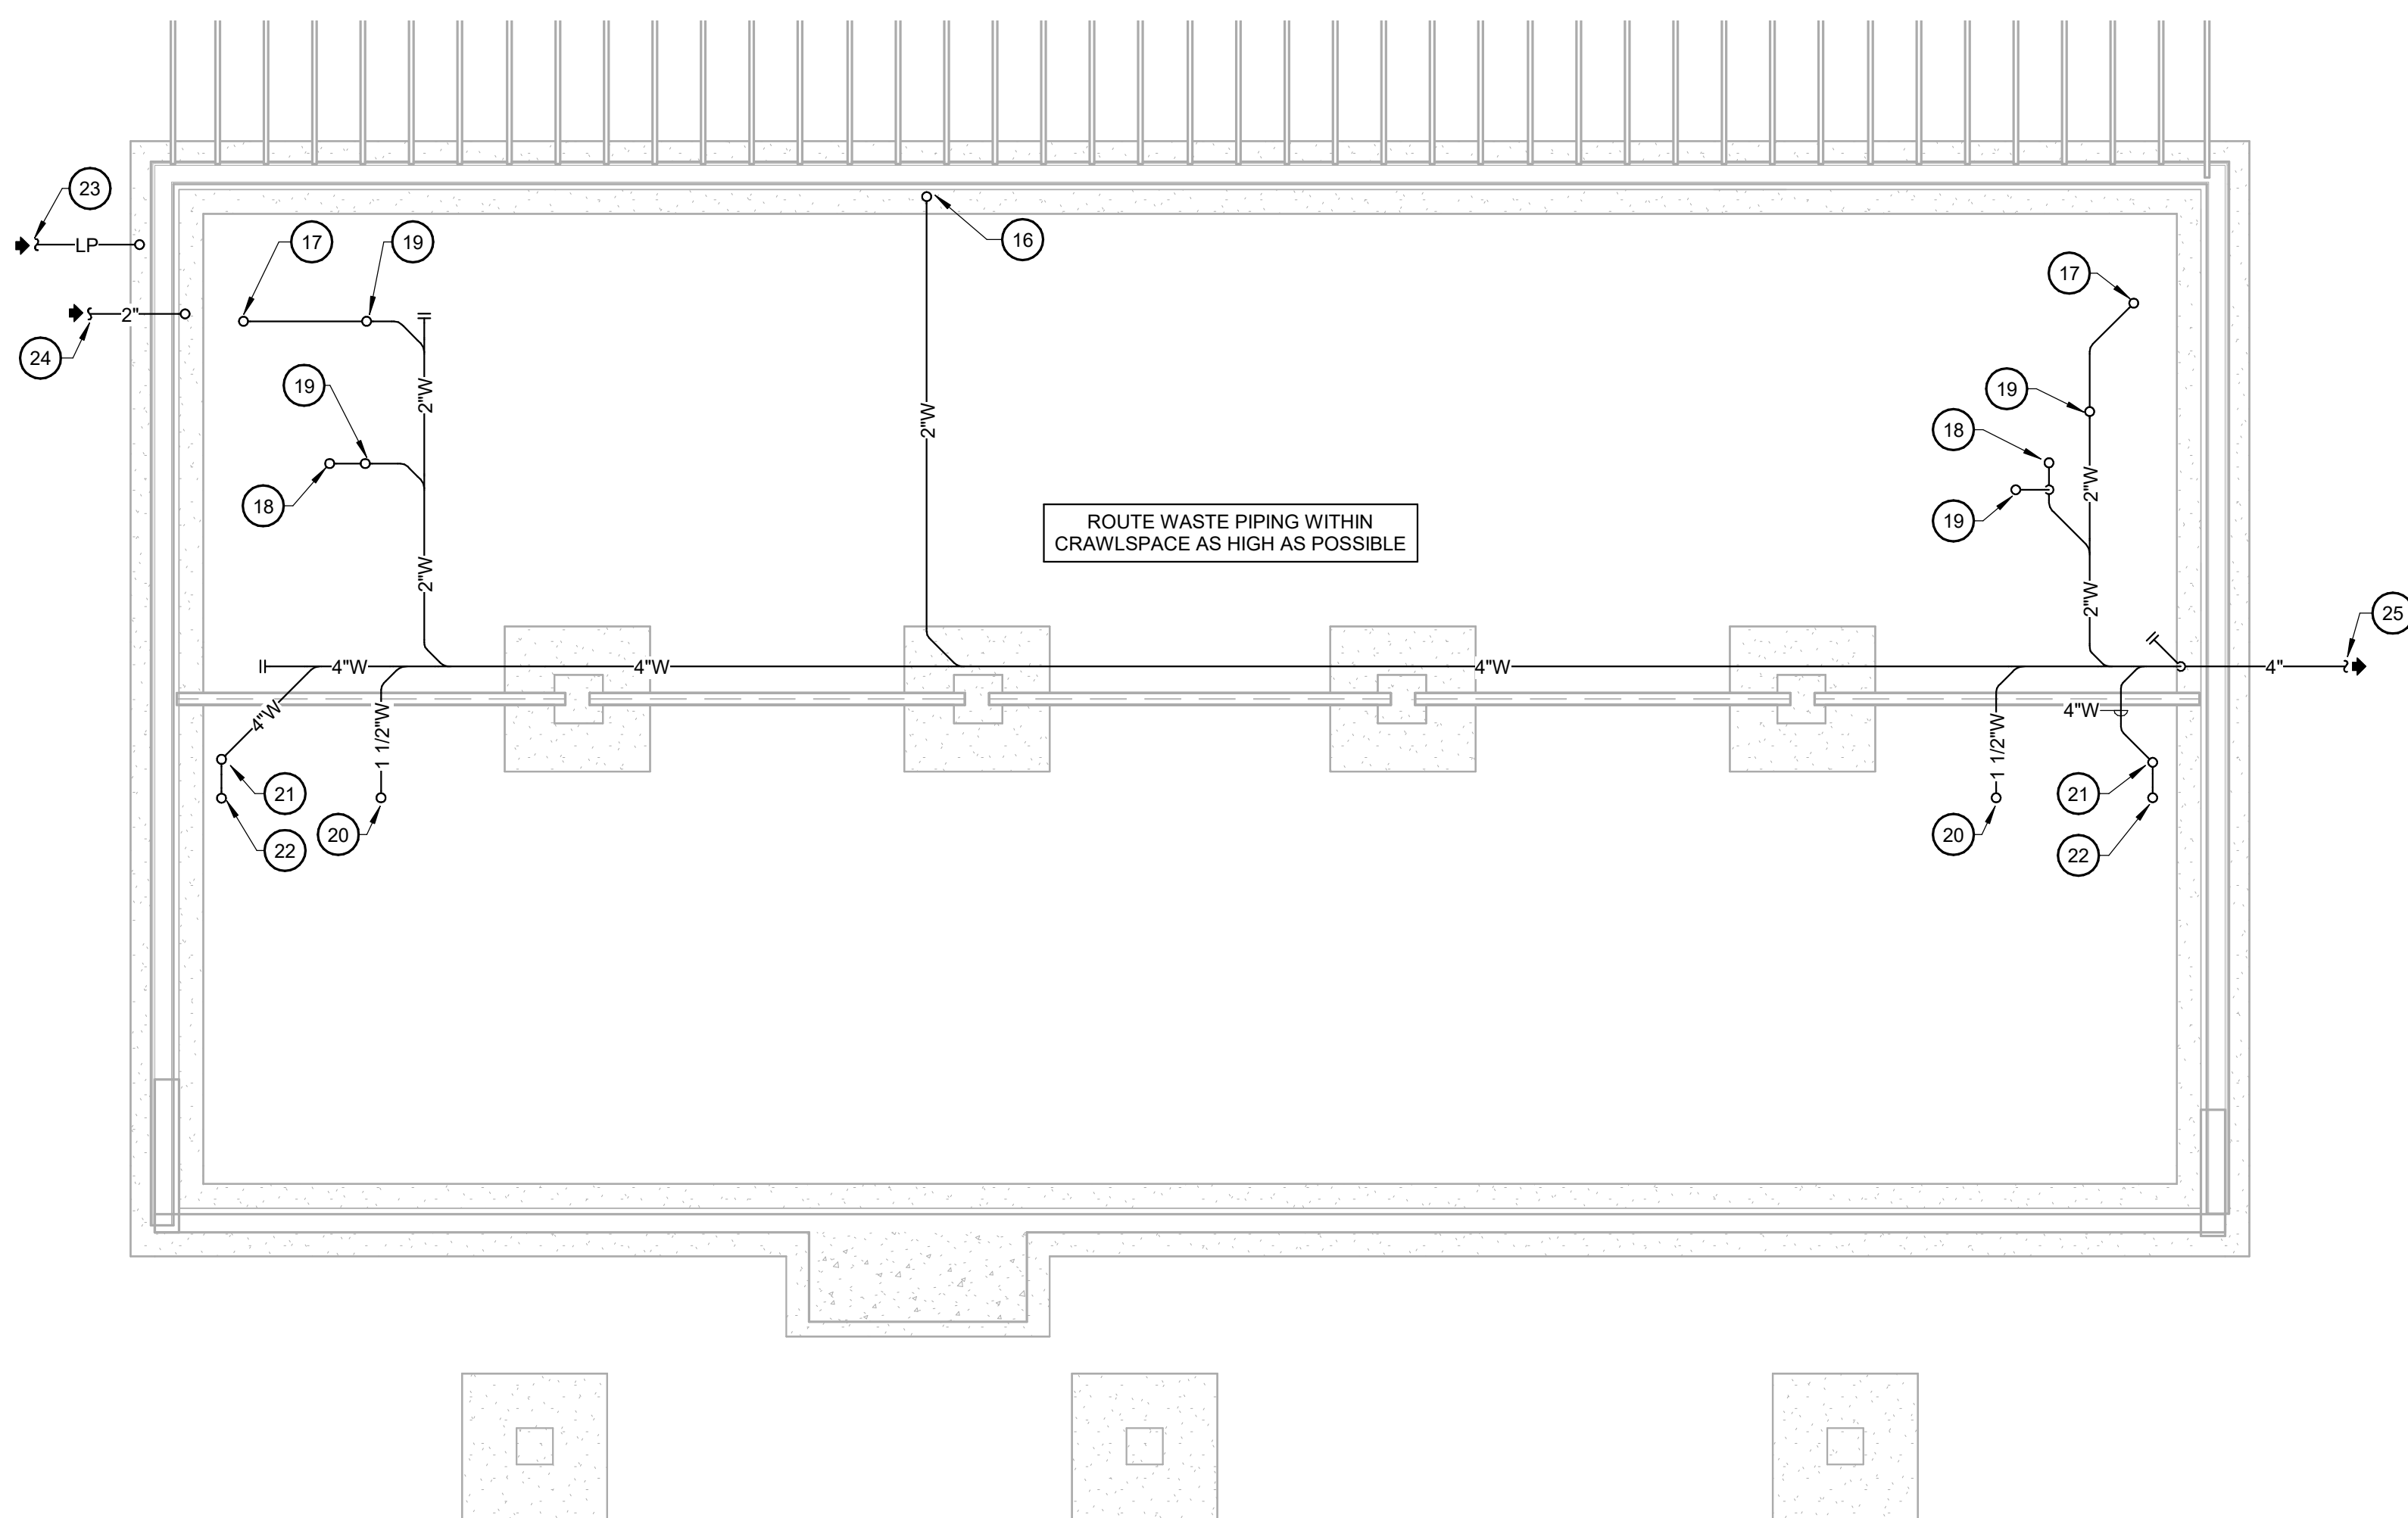 23
LP
17
19
16
17
2"
24
19
2"W
2"W
19
18
18
2"W
19
ROUTE WASTE PIPING WITHIN
CRAWLSPACE AS HIGH AS POSSIBLE
2"W
2"W
25
4"W
4"W
4"W
4"
4"W
1 1/2"W
1 1/2"W
4"W
21
20
22
20
21
22